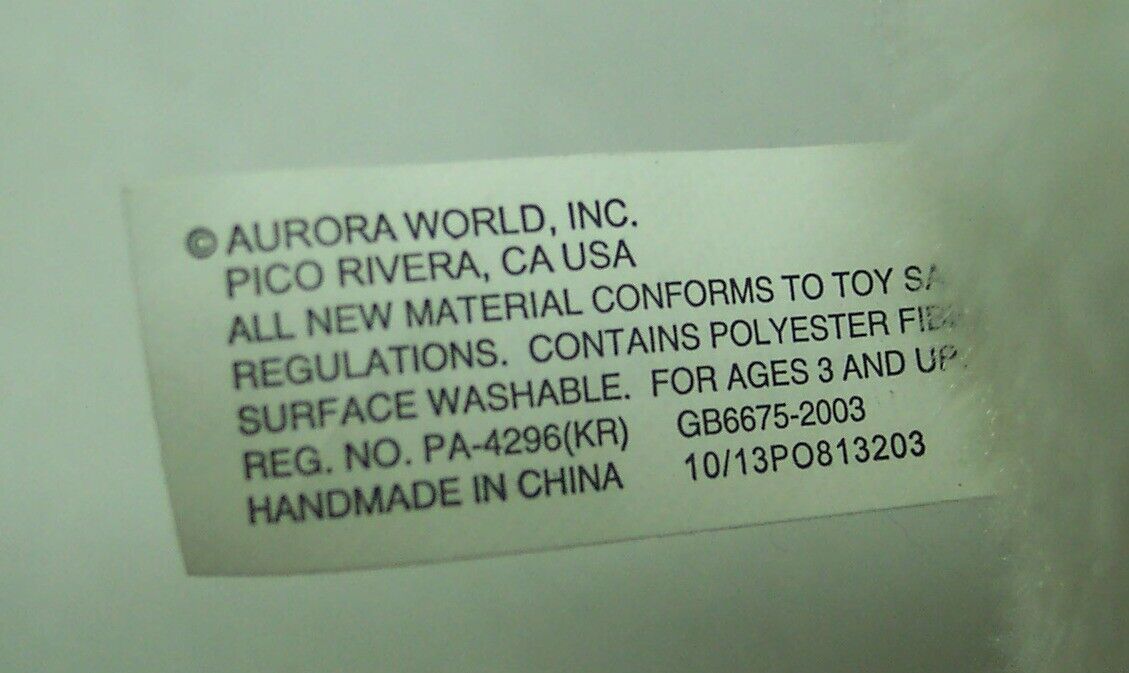 © AURORA WORLD, INC.
PICO RIVERA, CA USA
ALL NEW MATERIAL CONFORMS TO TOY
REGULATIONS. CONTAINS POLYESTER
SURFACE WASHABLE. FOR AGES 3 AND UP.
REG. NO. PA-4296(KR) GB6675-2003
HANDMADE IN CHINA 10/13PO813203